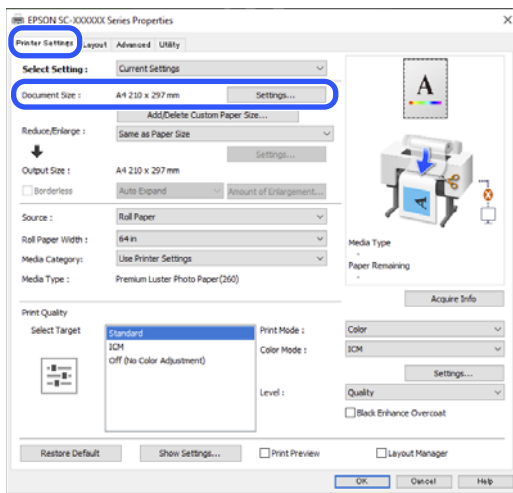 EPSON SC-XXXXXX Series Properties
Printer Settings Layout Advanced Utility
Select Setting : Current Settings
Document Size : A4 210 x 297 mm Settings...
Add/Delete Custom Paper Size...
Reduce/Enlarge : Same as Paper Size
Settings...
Output Size : A4 210 x 297 mm
Borderless Auto Expand Amount of Enlargement...
Source : Roll Paper
Roll Paper Width : 64 in
Media Category: Use Printer Settings
Media Type : Premium Luster Photo Paper(260)
A
Media Type
-
Paper Remaining
-
Acquire Info
Print Quality
Select Target
Standard
ICM
Off (No Color Adjustment)
Print Mode : Color
Color Mode : ICM
Settings...
Level : Quality
Black Enhance Overcoat
Restore Default Show Settings... Print Preview Layout Manager
OK Cancel Help